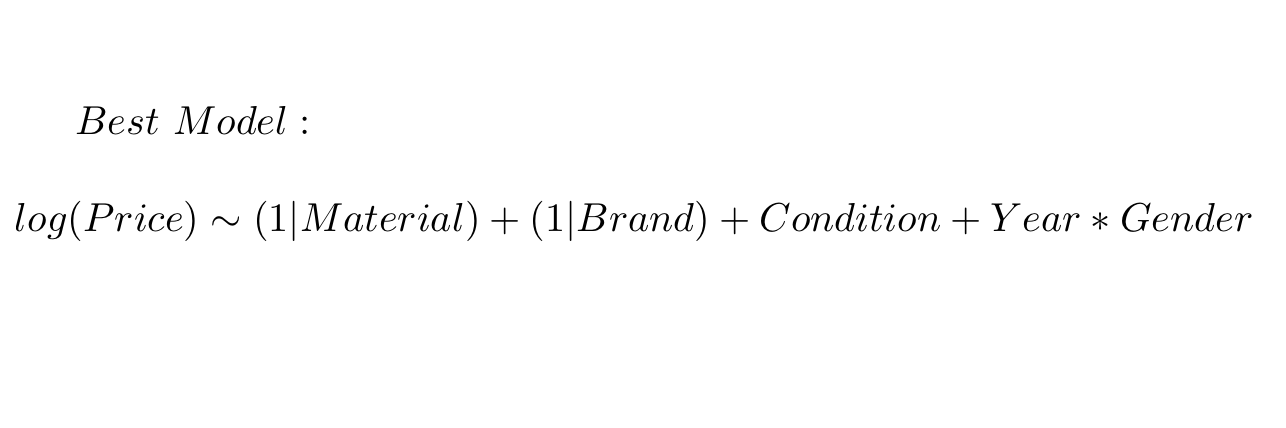 Best Model :
log(Price) ∼ (1|Material) + (1|Brand) + Condition + Year ∗ Gender